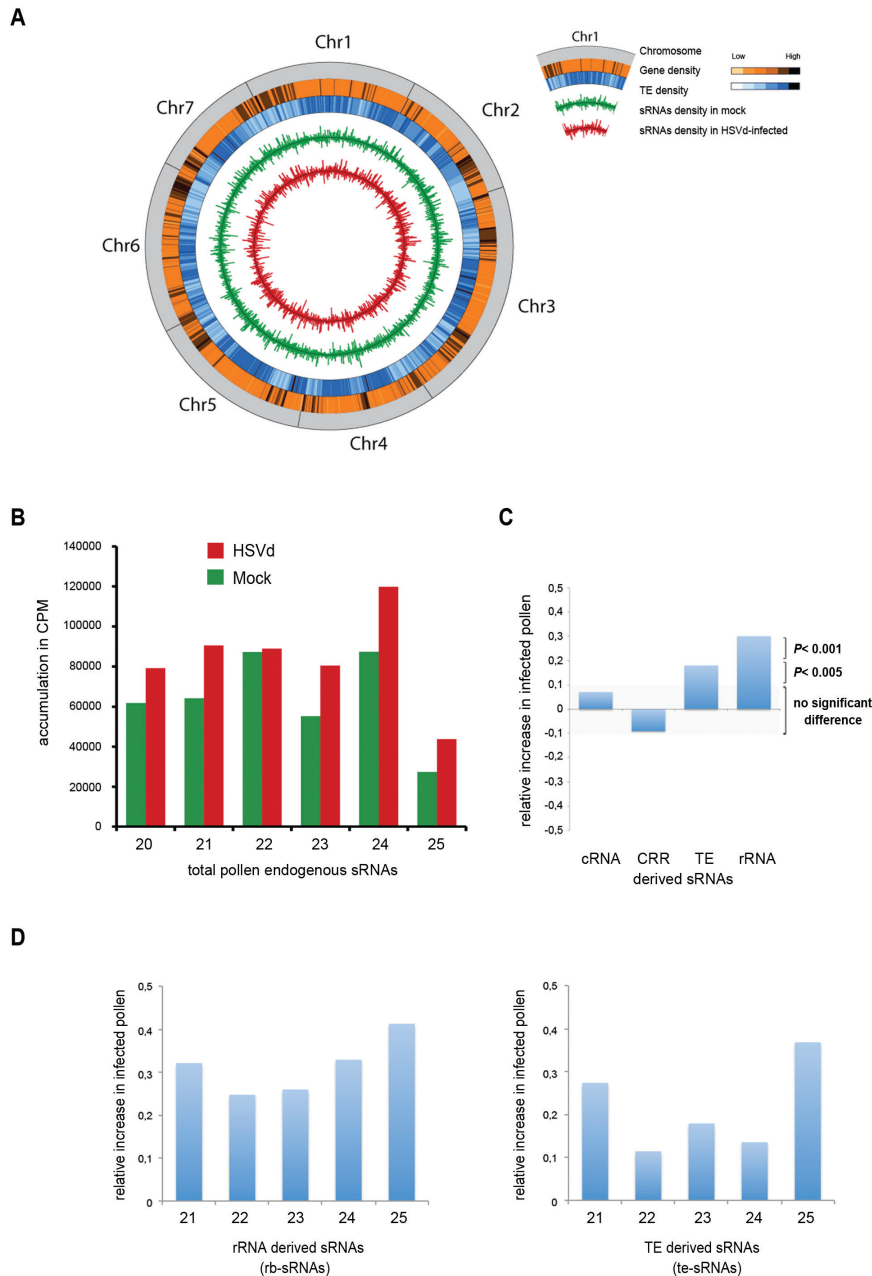 A
Chr1
Chr2
Chr3
Chr4
Chr5
Chr6
Chr7
Chr1
Chromosome
Gene density
TE density
sRNAs density in mock
sRNAs density in HSVd-infected
Low High
B
HSVd
Mock
accumulation in CPM
140000
120000
100000
80000
60000
40000
20000
0
20 21 22 23 24 25
total pollen endogenous sRNAs
C
relative increase in infected pollen
0,5
0,4
0,3
0,2
0,1
0
-0,1
-0,2
-0,3
-0,4
-0,5
P< 0.001
P< 0.005
no significant
difference
cRNA CRR TE rRNA
derived sRNAs
D
relative increase in infected pollen
0,5
0,4
0,3
0,2
0,1
0
21 22 23 24 25
rRNA derived sRNAs
(rb-sRNAs)
relative increase in infected pollen
0,5
0,4
0,3
0,2
0,1
0
21 22 23 24 25
TE derived sRNAs
(te-sRNAs)